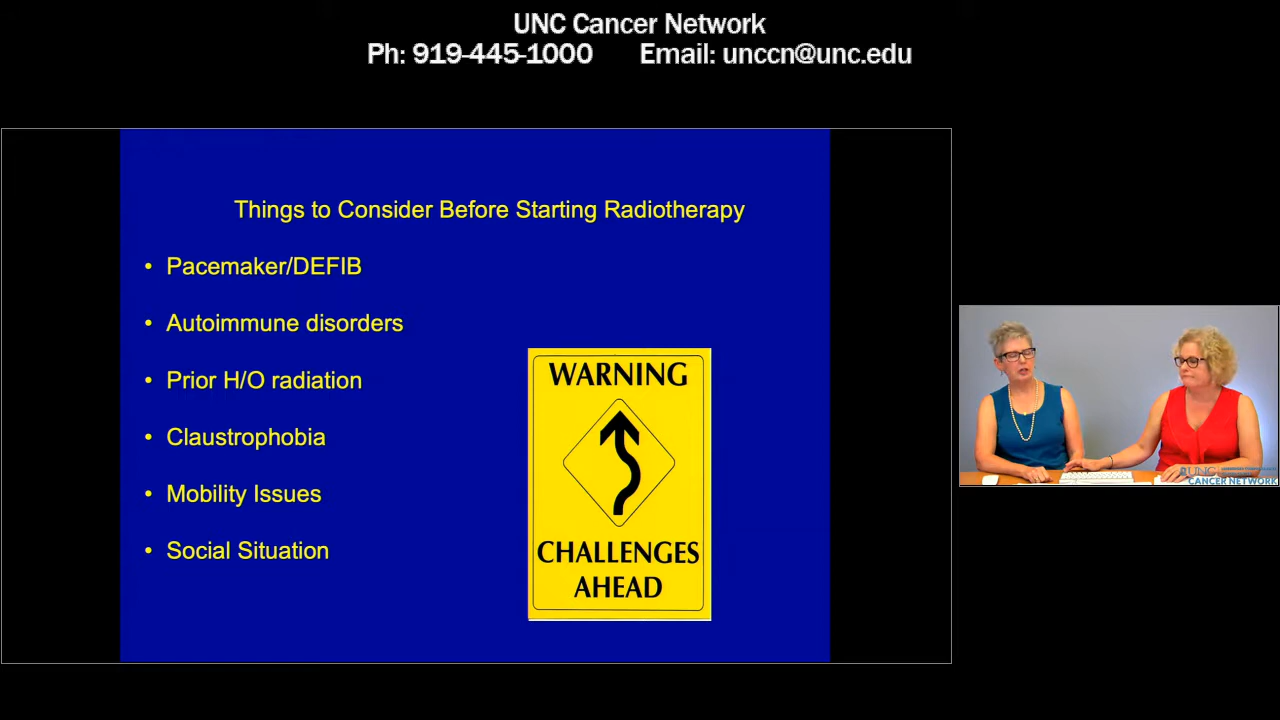 UNC Cancer Network
Ph: 919-445-1000 Email: unccn@unc.edu
Things to Consider Before Starting Radiotherapy
• Pacemaker/DEFIB
• Autoimmune disorders
• Prior H/O radiation
• Claustrophobia
• Mobility Issues
• Social Situation
WARNING
CHALLENGES
AHEAD
UNC
CANCER NETWORK